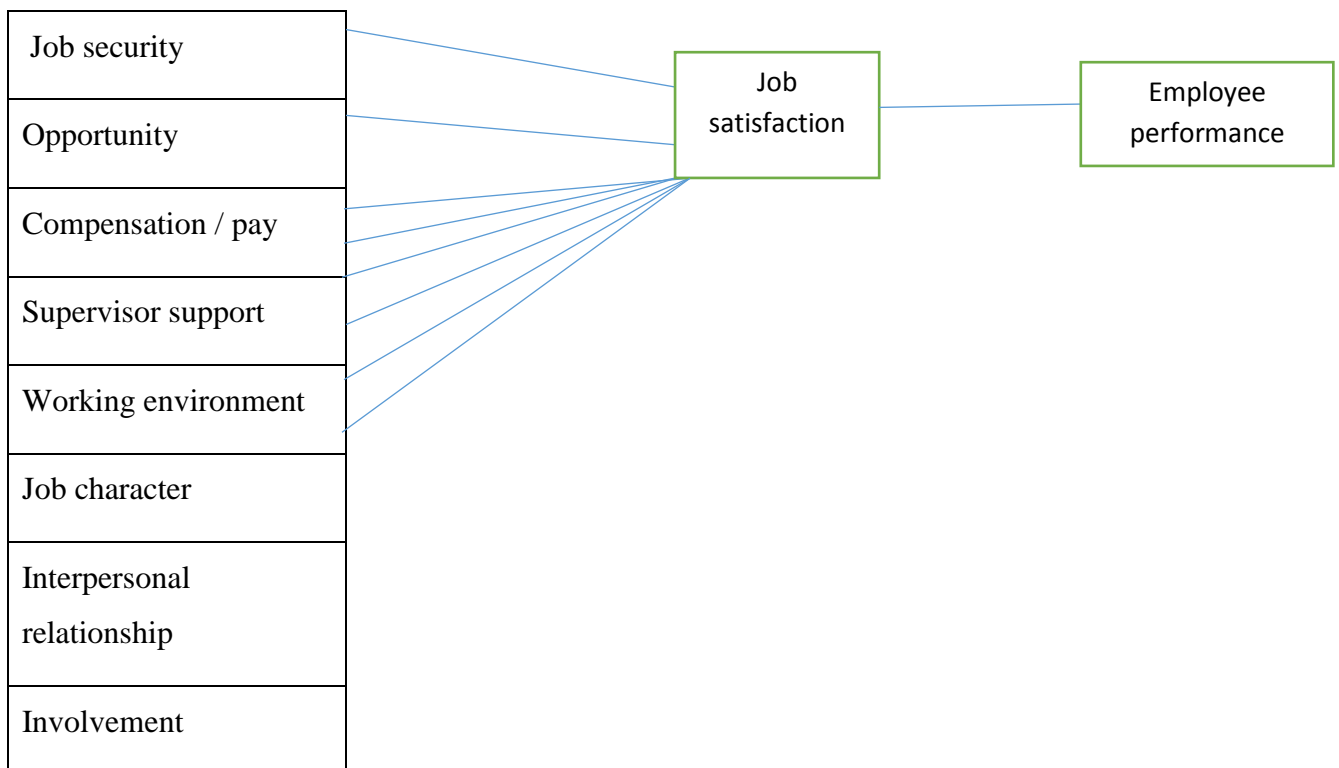 Job security
Opportunity
Compensation / pay
Supervisor support
Working environment
Job character
Interpersonal
relationship
Involvement
Job
satisfaction
Employee
performance